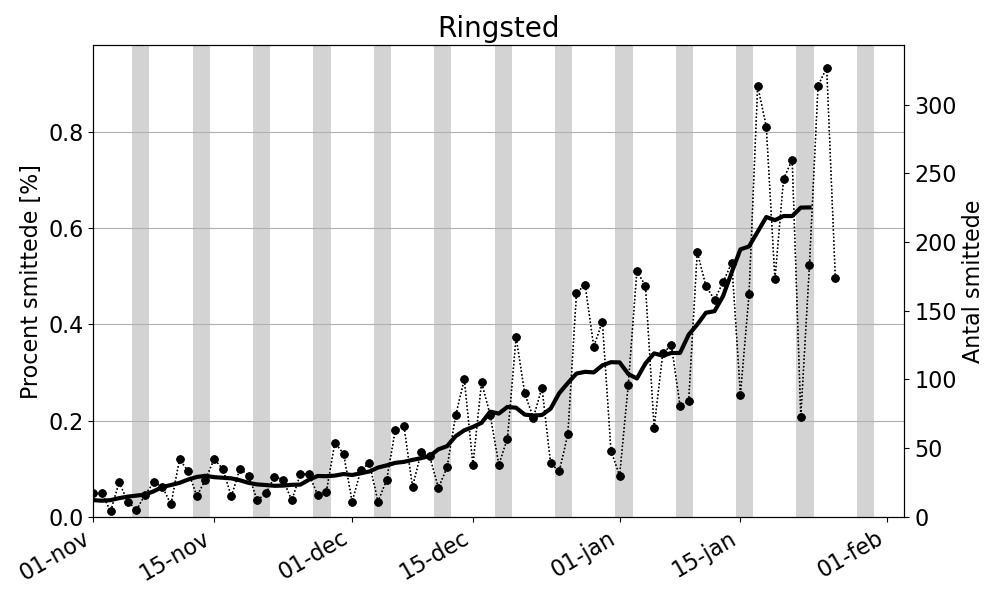 Ringsted
Procent smittede [%]
0.8
0.6
0.4
0.2
0.0
300
250
200
150
100
50
0
Antal smittede
01-nov
15-nov
01-dec
15-dec
01-jan
15-jan
01-feb